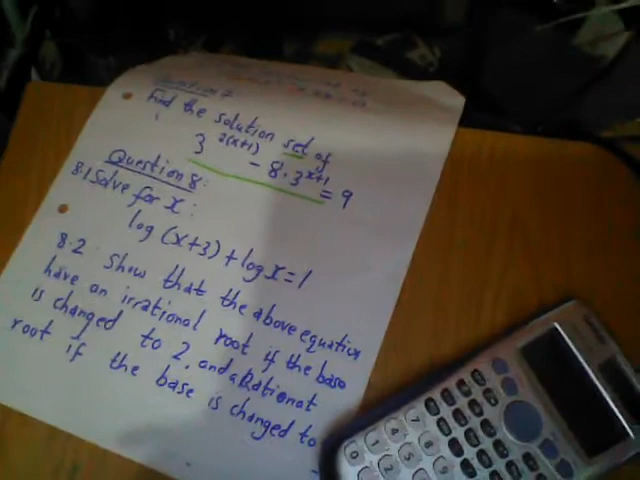 Question 7
Find the solution set of
3^2(x+1) - 8.3^x+1 = 9
Question 8:
8.1 Solve for x:
log (x+3) + log x = 1
8.2 Show that the above equation
have an irrational root if the base
is changed to 2, and a Rational
root if the base is changed to